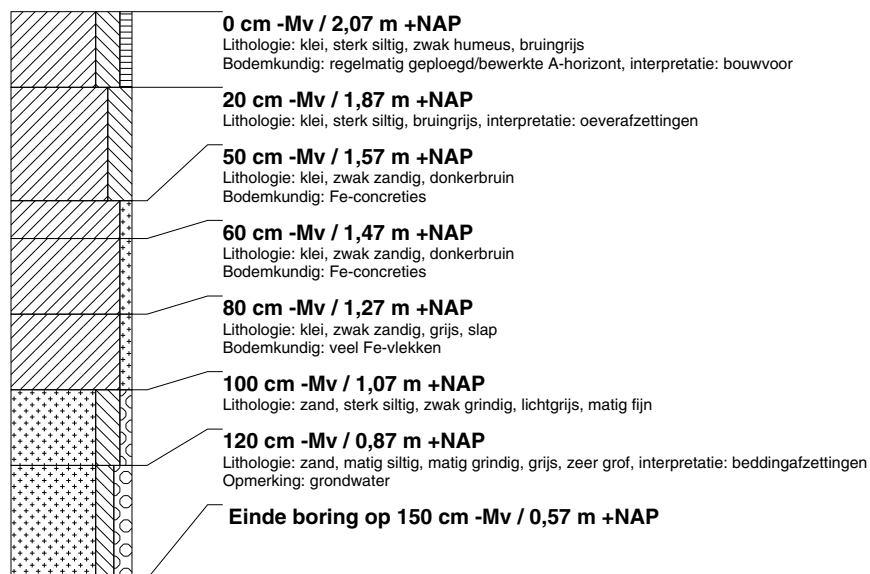 0 cm -Mv / 2,07 m +NAP
Lithologie: klei, sterk siltig, zwak humeus, bruingrijs
Bodemkundig: regelmatig geploegd/bewerkte A-horizont, interpretatie: bouwvoor
20 cm -Mv / 1,87 m +NAP
Lithologie: klei, sterk siltig, bruingrijs, interpretatie: oeverafzettingen
50 cm -Mv / 1,57 m +NAP
Lithologie: klei, zwak zandig, donkerbruin
Bodemkundig: Fe-concreties
60 cm -Mv / 1,47 m +NAP
Lithologie: klei, zwak zandig, donkerbruin
Bodemkundig: Fe-concreties
80 cm -Mv / 1,27 m +NAP
Lithologie: klei, zwak zandig, grijs, slap
Bodemkundig: veel Fe-vlekken
100 cm -Mv / 1,07 m +NAP
Lithologie: zand, sterk siltig, zwak grindig, lichtgrijs, matig fijn
120 cm -Mv / 0,87 m +NAP
Lithologie: zand, matig siltig, matig grindig, grijs, zeer grof, interpretatie: beddingafzettingen
Opmerking: grondwater
Einde boring op 150 cm -Mv / 0,57 m +NAP